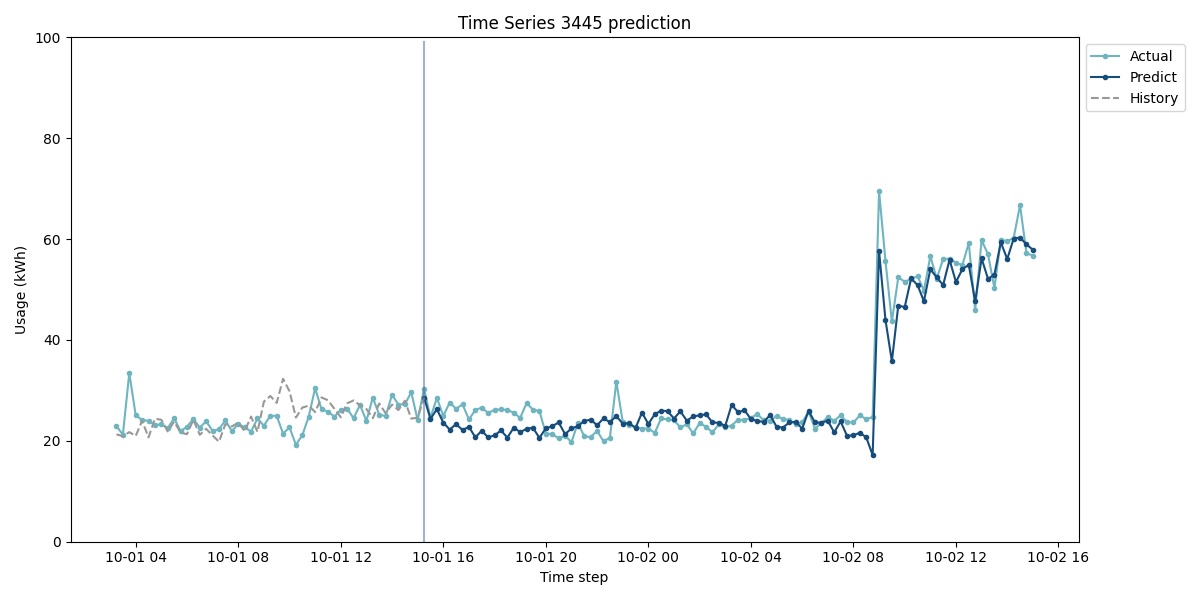 Time Series 3445 prediction
100
80
60
40
20
0
Usage (kWh)
10-01 04
10-01 08
10-01 12
10-01 16
10-01 20
10-02 00
10-02 04
10-02 08
10-02 12
10-02 16
Time step
Actual
Predict
History